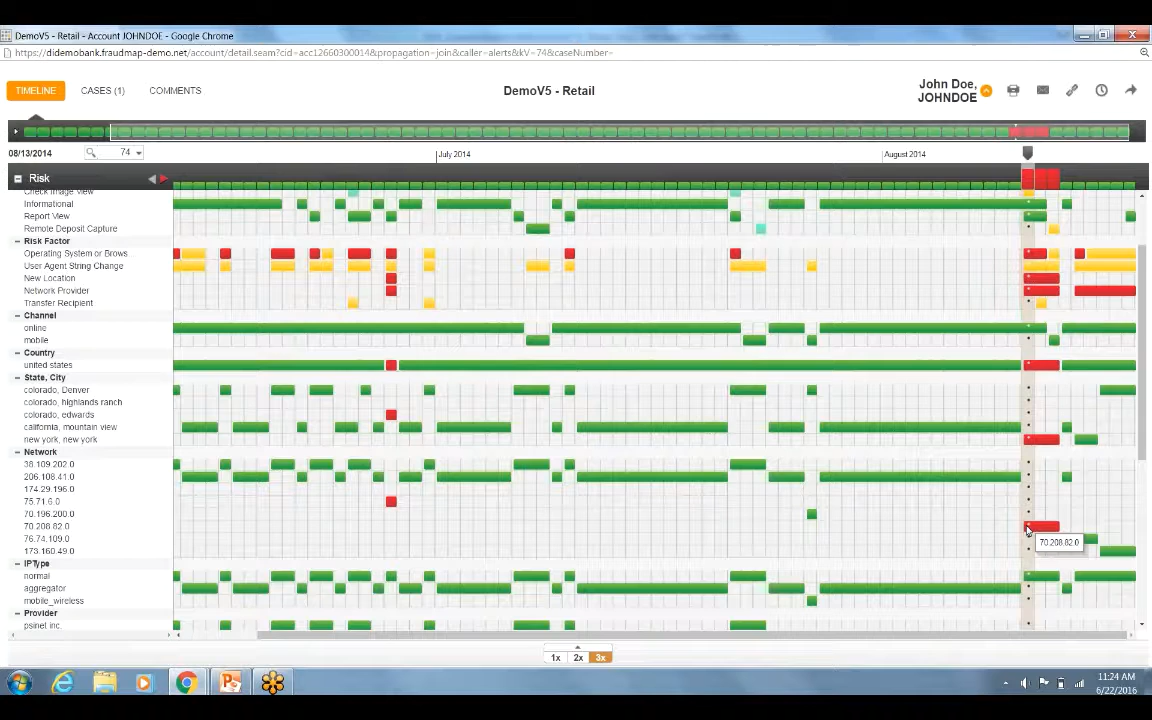 DemoV5 - Retail - Account JOHNDOE - Google Chrome
https://didemobank.fraudmap-demo.net/account/detail.seam?cid=acc12660300014&propagation=join&caller=alerts&kV=74&caseNumber=
TIMELINE CASES (1) COMMENTS DemoV5 - Retail John Doe, JOHNDOE
08/13/2014 74 July 2014 August 2014
Risk
Check Image View
Informational
Report View
Remote Deposit Capture
Risk Factor
Operating System or Brows...
User Agent String Change
New Location
Network Provider
Transfer Recipient
Channel
online
mobile
Country
united states
State, City
colorado, Denver
colorado, highlands ranch
colorado, edwards
california, mountain view
new york, new york
Network
38.109.202.0
206.108.41.0
174.29.196.0
75.71.6.0
70.196.200.0
70.208.82.0
76.74.109.0
70.208.82.0
173.160.49.0
IPType
normal
aggregator
mobile_wireless
Provider
psinet inc.
1x 2x 3x
11:24 AM
6/22/2016